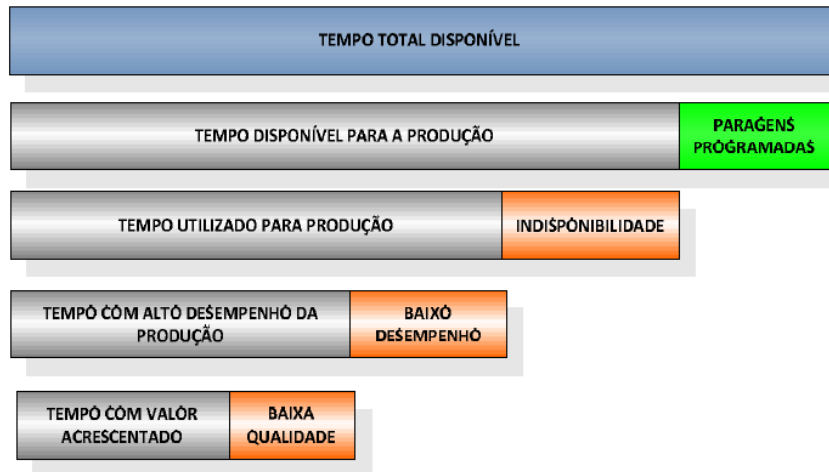 TEMPO TOTAL DISPONÍVEL
TEMPO DISPONÍVEL PARA A PRODUÇÃO
PARAGENS
PROGRAMADAS
TEMPO UTILIZADO PARA PRODUÇÃO
INDISPONIBILIDADE
TEMPO COM ALTO DESEMPENHO DA
PRODUÇÃO
BAIXO
DESEMPENHO
TEMPO COM VALOR
ACRESCENTADO
BAIXA
QUALIDADE